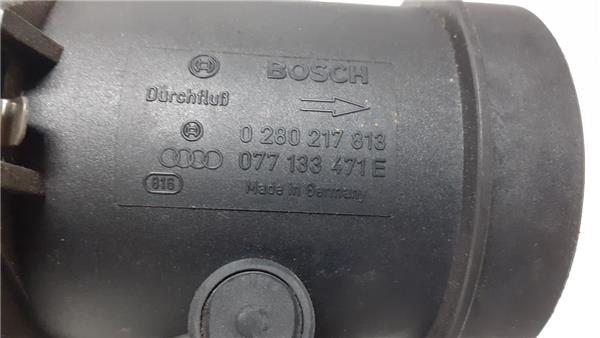 BOSCH
Durchfluß
0 280 217 813
077 133 471 E
816
Made in Germany